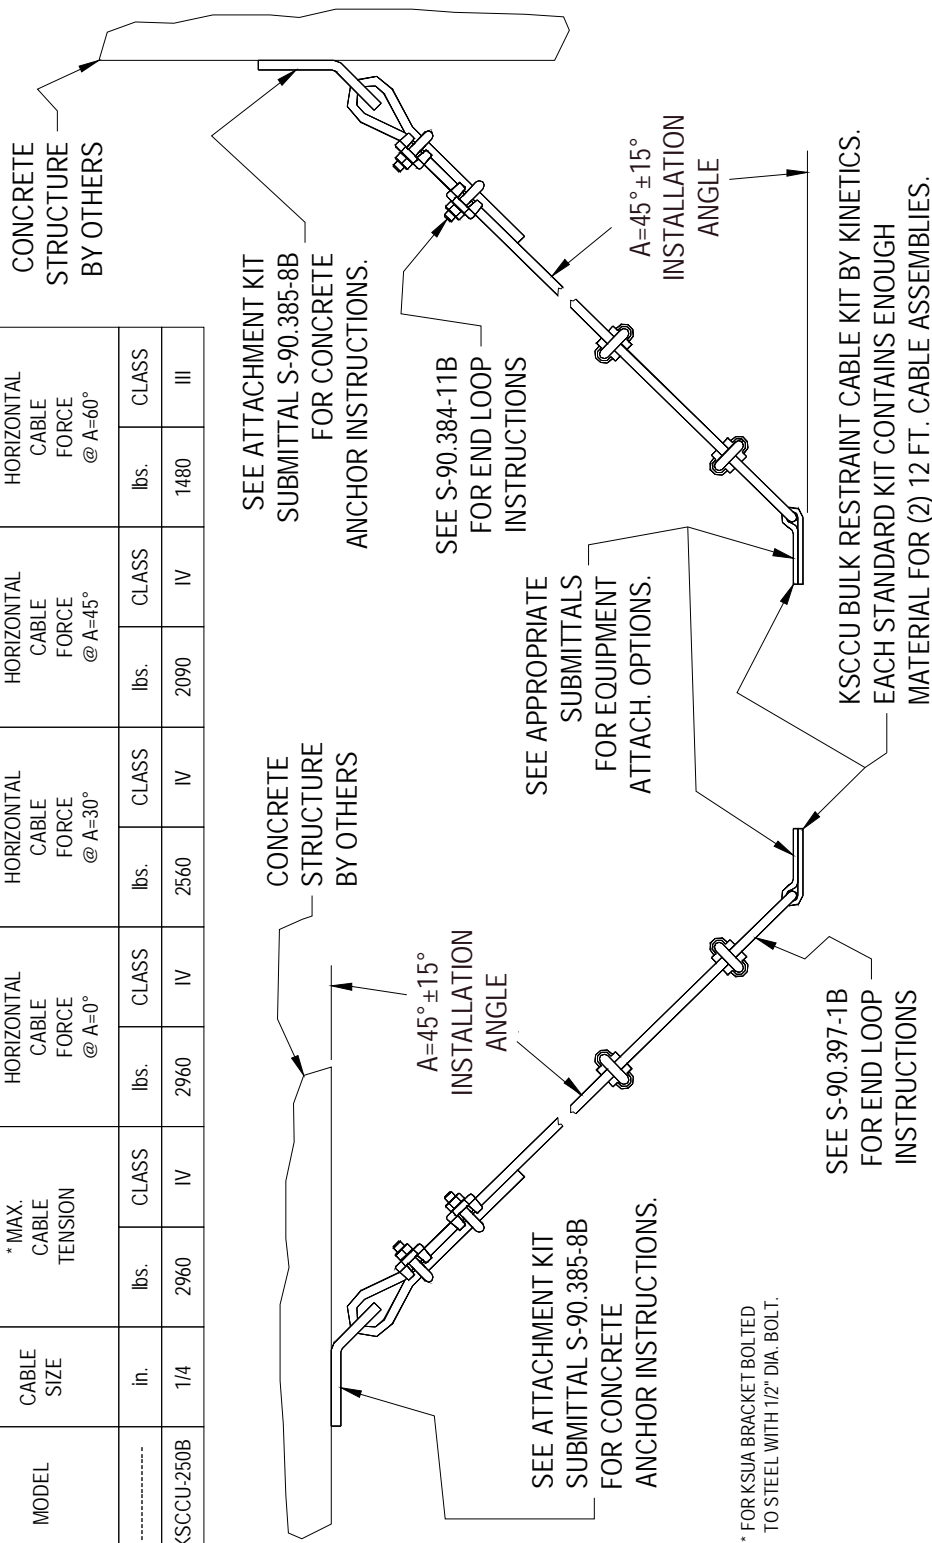 MODEL
CABLE
SIZE
* MAX.
CABLE
TENSION
HORIZONTAL
CABLE
FORCE
@ A=0°
HORIZONTAL
CABLE
FORCE
@ A=30°
HORIZONTAL
CABLE
FORCE
@ A=45°
HORIZONTAL
CABLE
FORCE
@ A=60°
------------- in. lbs. CLASS lbs. CLASS lbs. CLASS lbs. CLASS lbs. CLASS
KSCCU-250B 1/4 2960 IV 2960 IV 2560 IV 2090 IV 1480 III
CONCRETE
STRUCTURE
BY OTHERS
A=45°±15°
INSTALLATION
ANGLE
SEE ATTACHMENT KIT
SUBMITTAL S-90.385-8B
FOR CONCRETE
ANCHOR INSTRUCTIONS.
SEE S-90.397-1B
FOR END LOOP
INSTRUCTIONS
* FOR KSUA BRACKET BOLTED
TO STEEL WITH 1/2" DIA. BOLT.
CONCRETE
STRUCTURE
BY OTHERS
SEE ATTACHMENT KIT
SUBMITTAL S-90.385-8B
FOR CONCRETE
ANCHOR INSTRUCTIONS.
SEE S-90.384-11B
FOR END LOOP
INSTRUCTIONS
SEE APPROPRIATE
SUBMITTALS
FOR EQUIPMENT
ATTACH. OPTIONS.
A=45°±15°
INSTALLATION
ANGLE
KSCCU BULK RESTRAINT CABLE KIT BY KINETICS.
EACH STANDARD KIT CONTAINS ENOUGH
MATERIAL FOR (2) 12 FT. CABLE ASSEMBLIES.